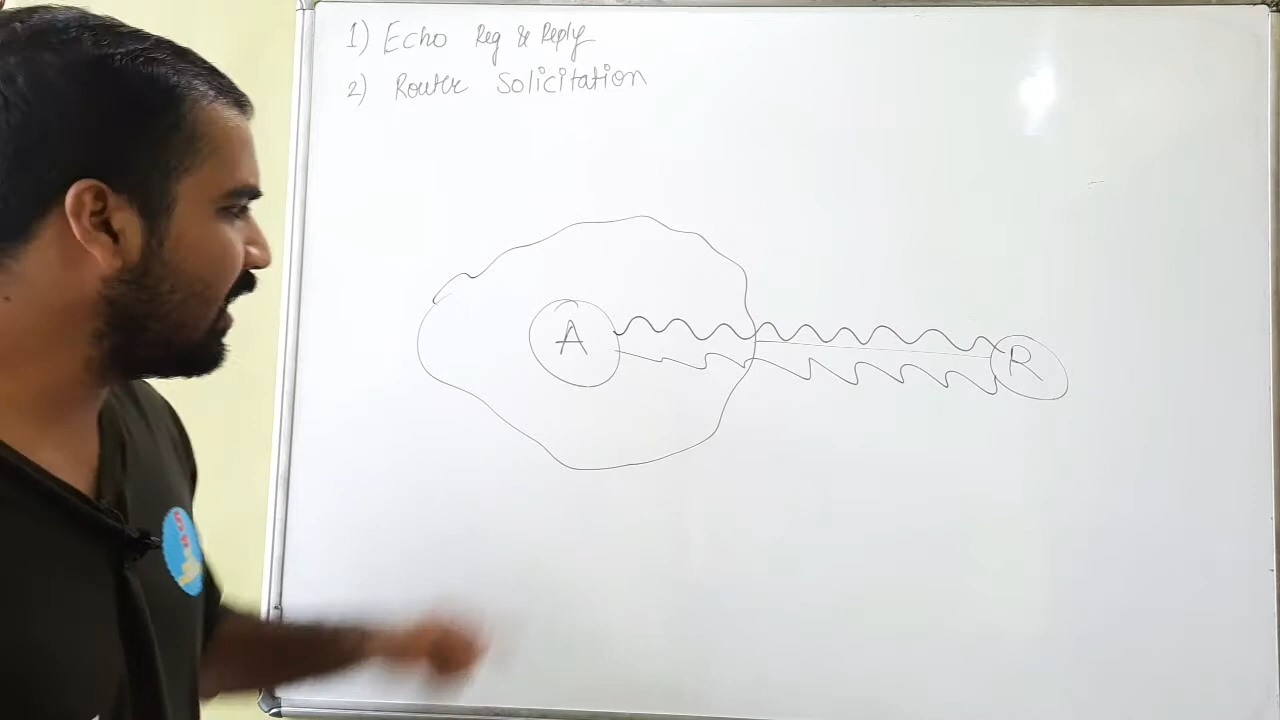 1) Echo Req & Reply
2) Router Solicitation
A
R